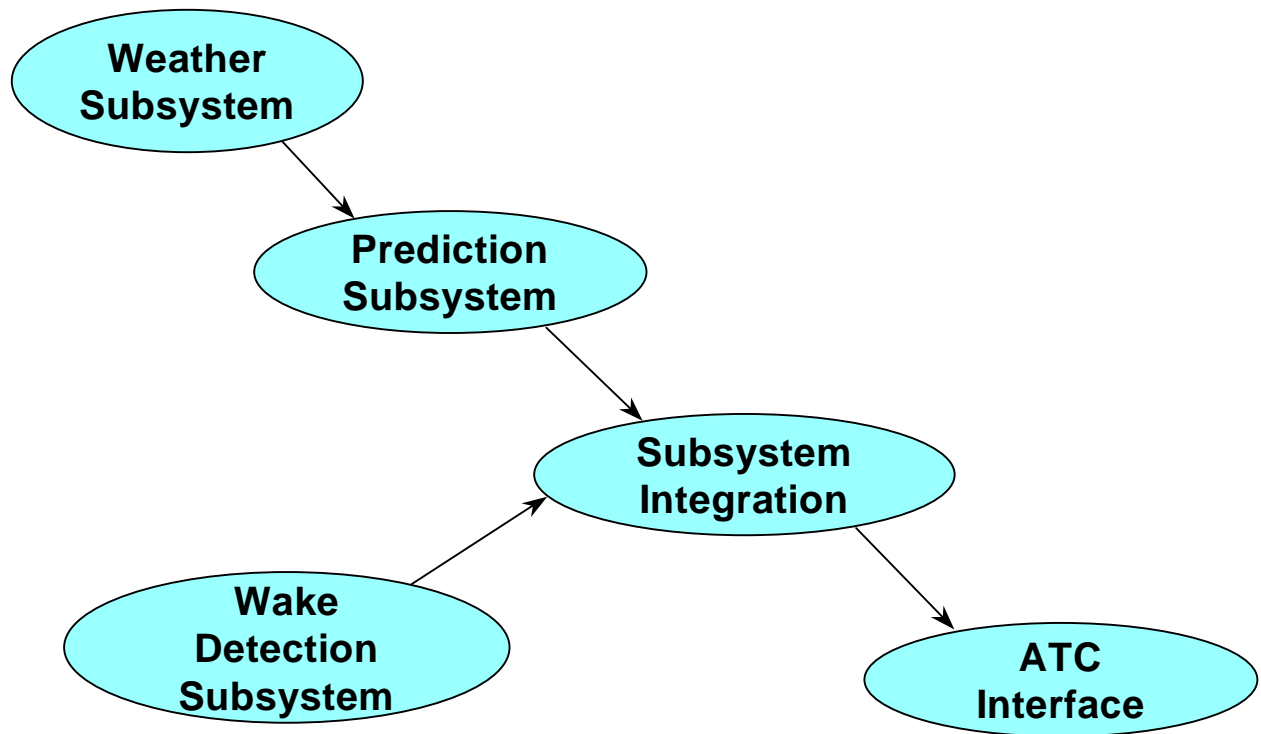 Weather
Subsystem
Prediction
Subsystem
Subsystem
Integration
Wake
Detection
Subsystem
ATC
Interface